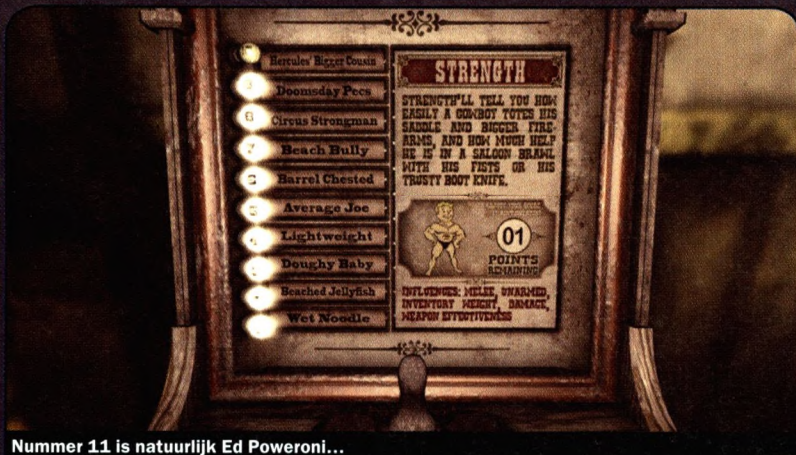 Hercules' Bigger Cousin
Doomsday Pecs
Circus Strongman
Beach Bully
Barrel Chested
Average Joe
Lightweight
Doughy Baby
Beached Jellyfish
Wet Noodle
STRENGTH
STRENGTH'LL TELL YOU HOW
EASILY A COWBOY TOTES HIS
SADDLE AND BIGGER FIRE-
ARMS, AND HOW MUCH HELP
HE IS IN A SALOON BRAWL
WITH HIS FISTS OR HIS
TRUSTY BOOT KNIFE.
01
POINTS
REMAINING
INFLUENCES: MELEE, UNARMED,
INVENTORY WEIGHT, DAMAGE,
WEAPON EFFECTIVENESS
Nummer 11 is natuurlijk Ed Poweroni...